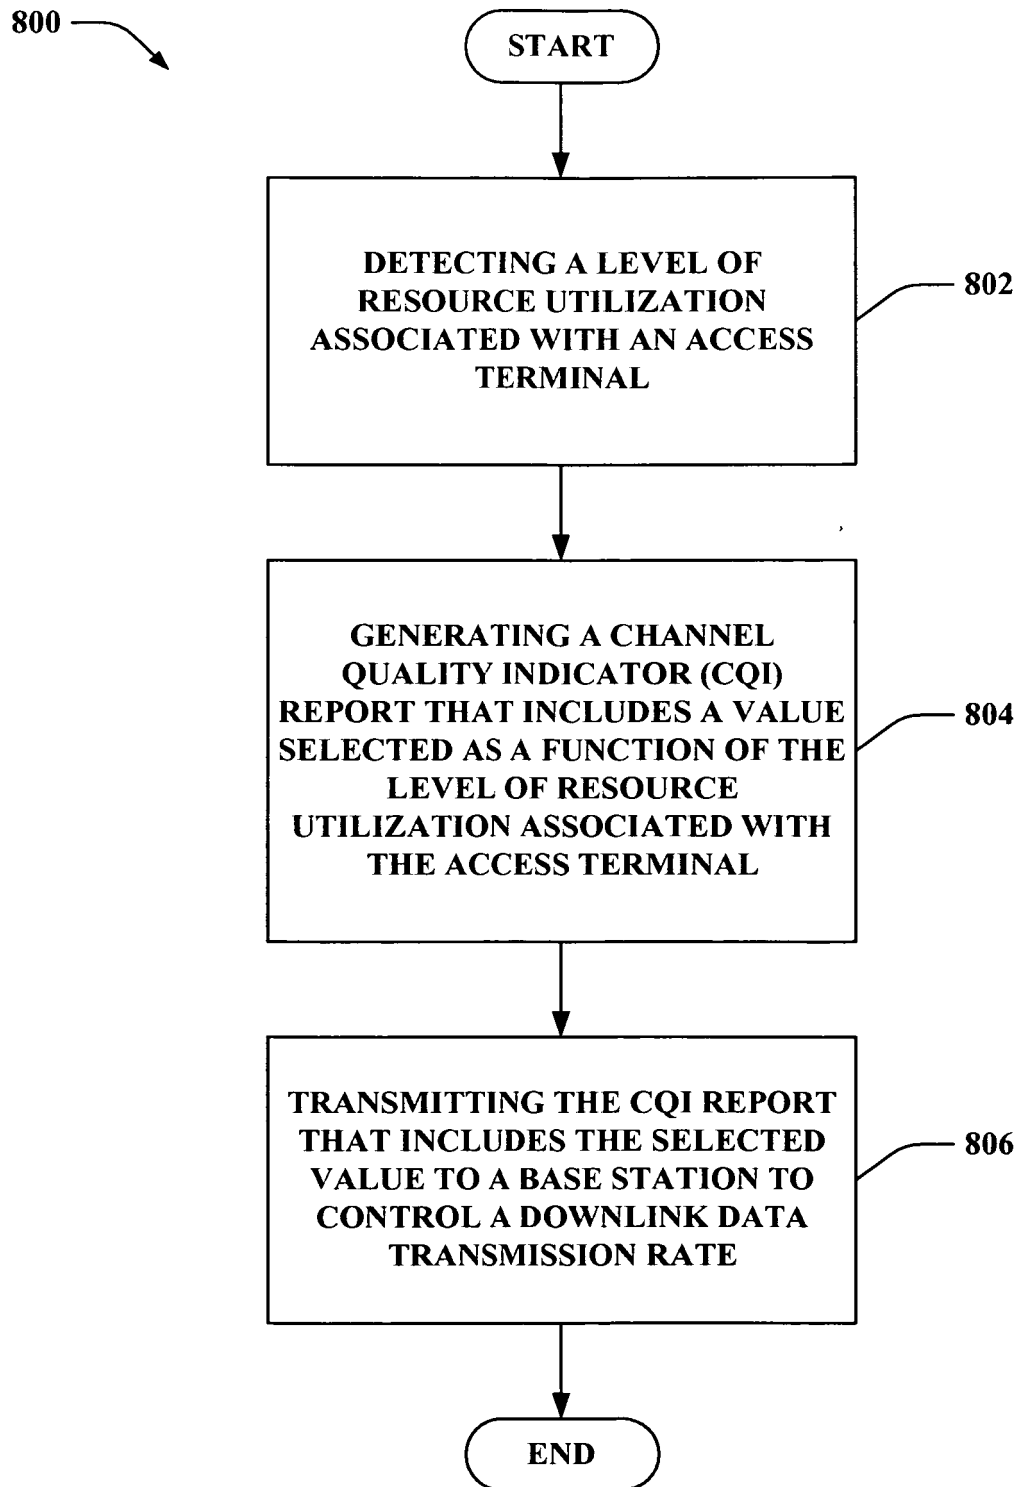 800
START
DETECTING A LEVEL OF
RESOURCE UTILIZATION
ASSOCIATED WITH AN ACCESS
TERMINAL
802
GENERATING A CHANNEL
QUALITY INDICATOR (CQI)
REPORT THAT INCLUDES A VALUE
SELECTED AS A FUNCTION OF THE
LEVEL OF RESOURCE
UTILIZATION ASSOCIATED WITH
THE ACCESS TERMINAL
804
TRANSMITTING THE CQI REPORT
THAT INCLUDES THE SELECTED
VALUE TO A BASE STATION TO
CONTROL A DOWNLINK DATA
TRANSMISSION RATE
806
END